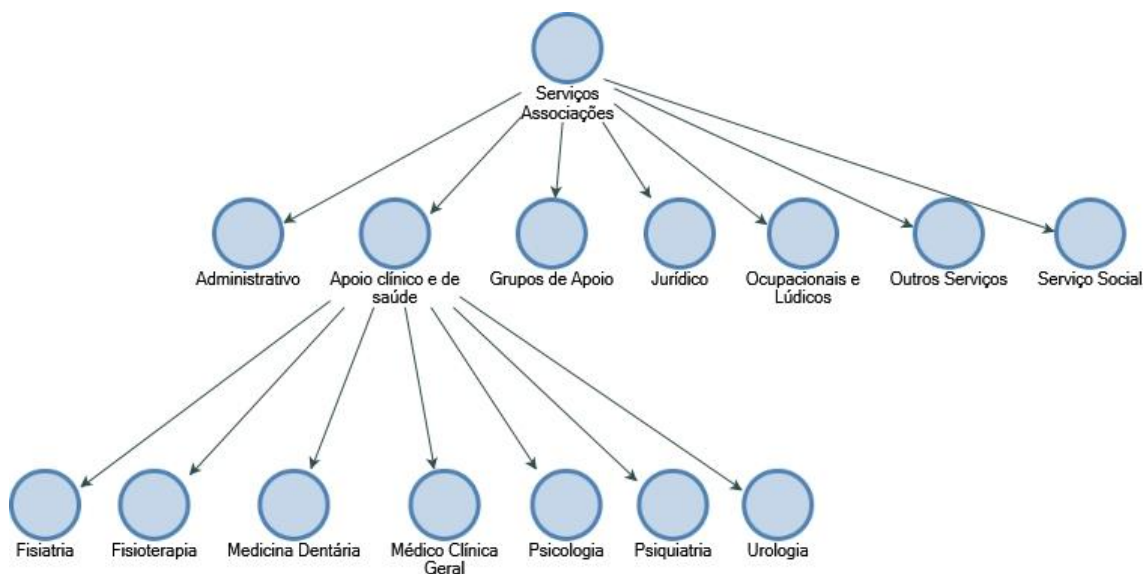 Serviços
Associações
Administrativo
Apoio clínico e de
saúde
Grupos de Apoio
Jurídico
Ocupacionais e
Lúdicos
Outros Serviços
Serviço Social
Fisiatria
Fisioterapia
Medicina Dentária
Médico Clínica
Geral
Psicologia
Psiquiatria
Urologia